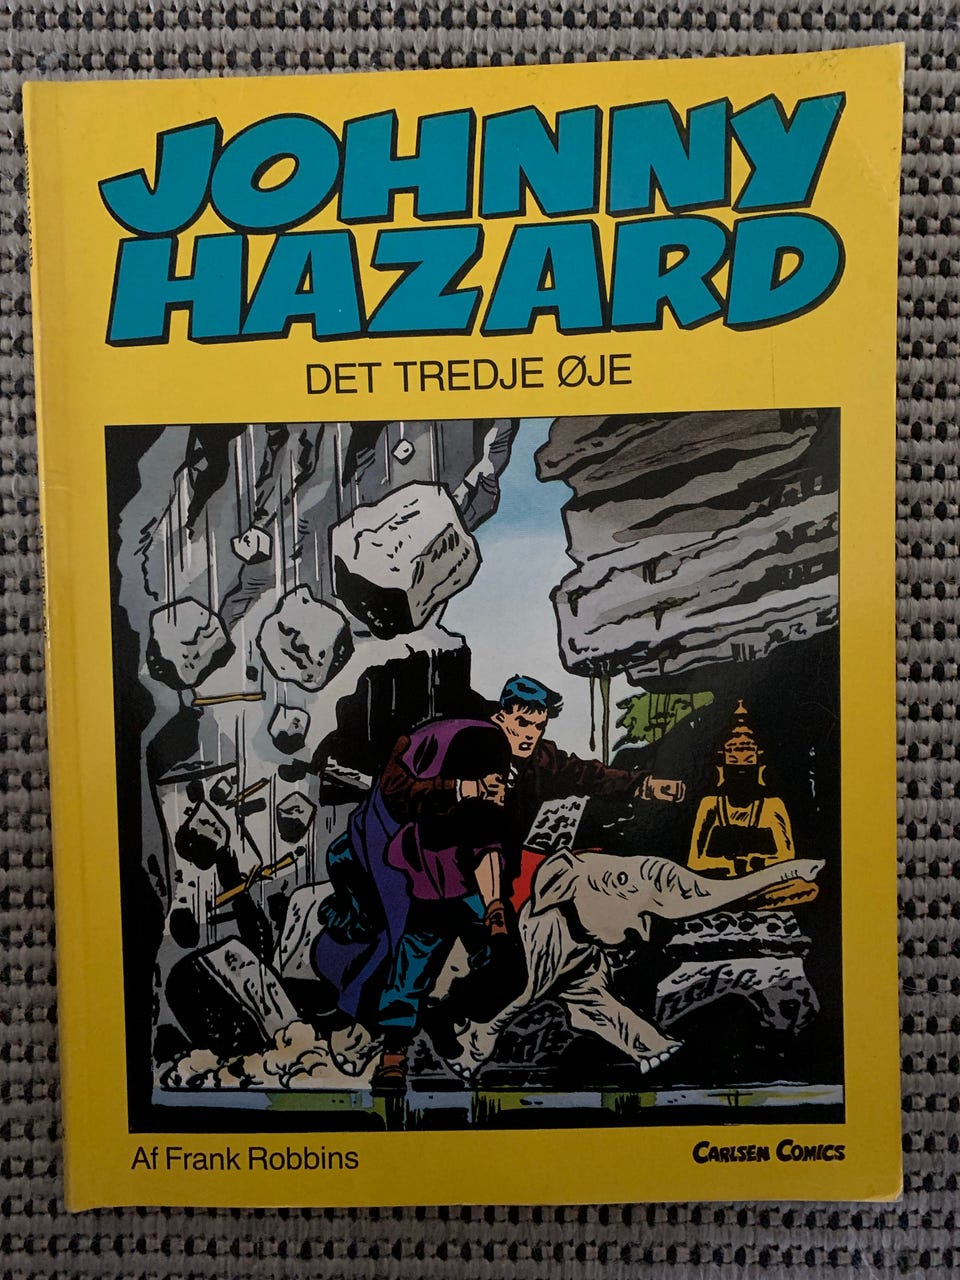 JOHNNY
HAZARD
DET TREDJE ØJE
Af Frank Robbins
CARLSEN COMICS